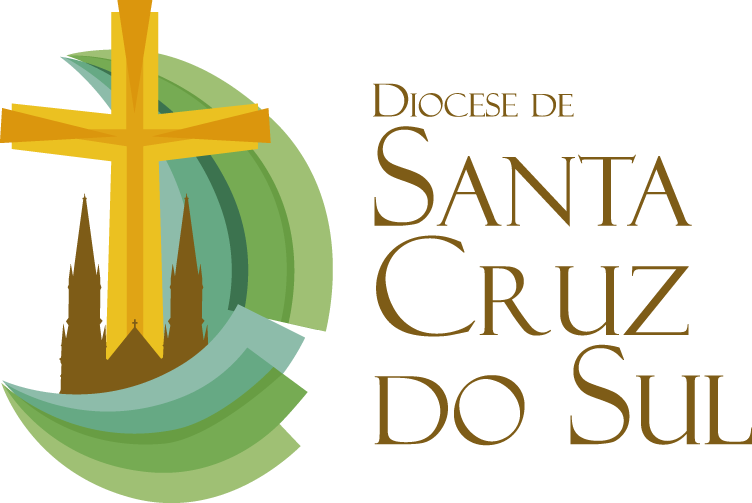 Diocese de
Santa
Cruz
do Sul